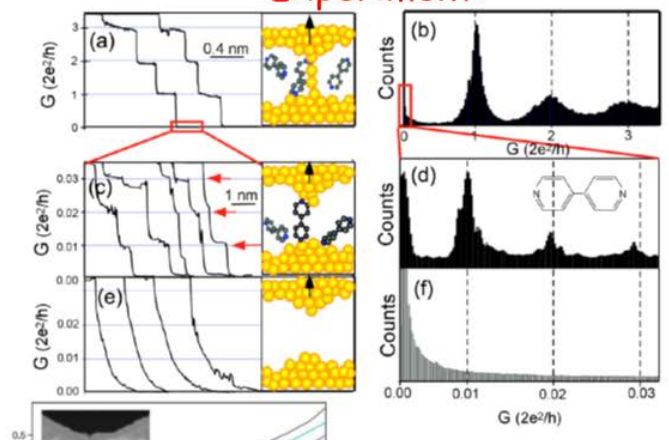 (a)
G (2e²/h)
3
2
1
0
0.4 nm
(b)
Counts
0
1
2
3
G (2e²/h)
(c)
G (2e²/h)
0.03
0.02
0.01
1 nm
(d)
Counts
N
N
(e)
G (2e²/h)
0.00
0.02
0.01
0.00
(f)
Counts
0.00
0.01
0.02
0.03
G (2e²/h)
0.5